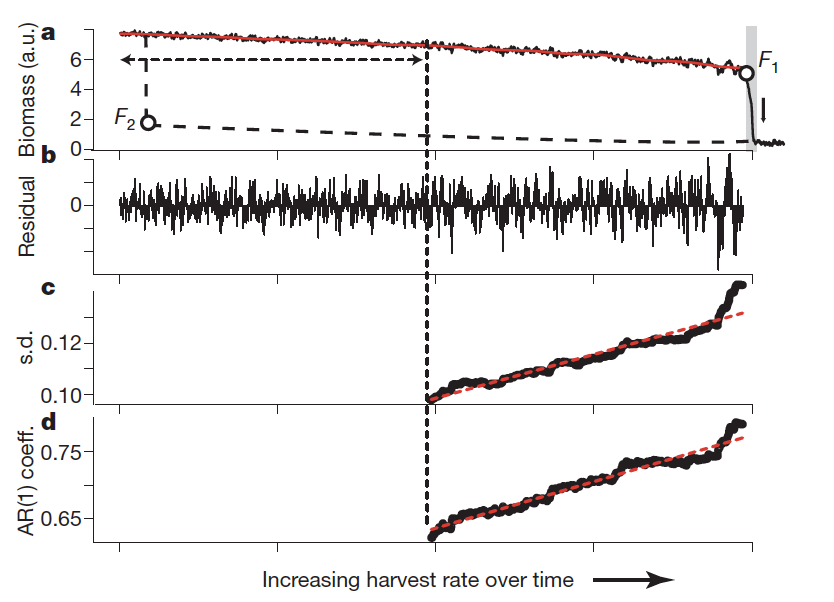 a
Biomass (a.u.)
6
4
2
0
F2
F1
b
Residual
0
c
s.d.
0.12
0.10
d
AR(1) coeff.
0.75
0.65
Increasing harvest rate over time